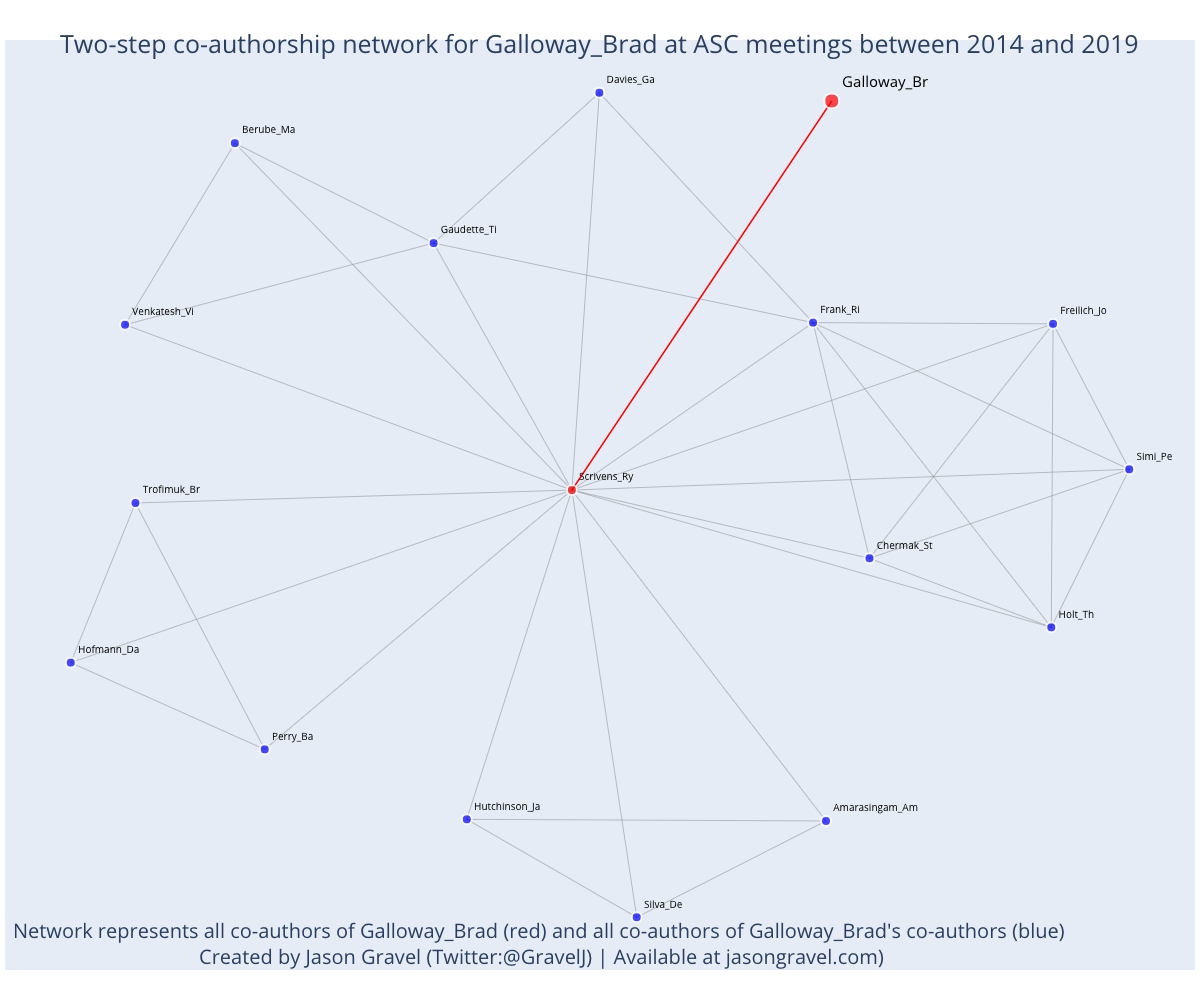 Two-step co-authorship network for Galloway_Brad at ASC meetings between 2014 and 2019
Davies_Ga
Galloway_Br
Berube_Ma
Gaudette_Ti
Venkatesh_Vi
Frank_Ri
Freilich_Jo
Simi_Pe
Scrivens_Ry
Trofimuk_Br
Chermak_St
Holt_Th
Hofmann_Da
Perry_Ba
Hutchinson_Ja
Amarasingam_Am
Silva_De
Network represents all co-authors of Galloway_Brad (red) and all co-authors of Galloway_Brad's co-authors (blue)
Created by Jason Gravel (Twitter:@GravelJ) | Available at jasongravel.com)